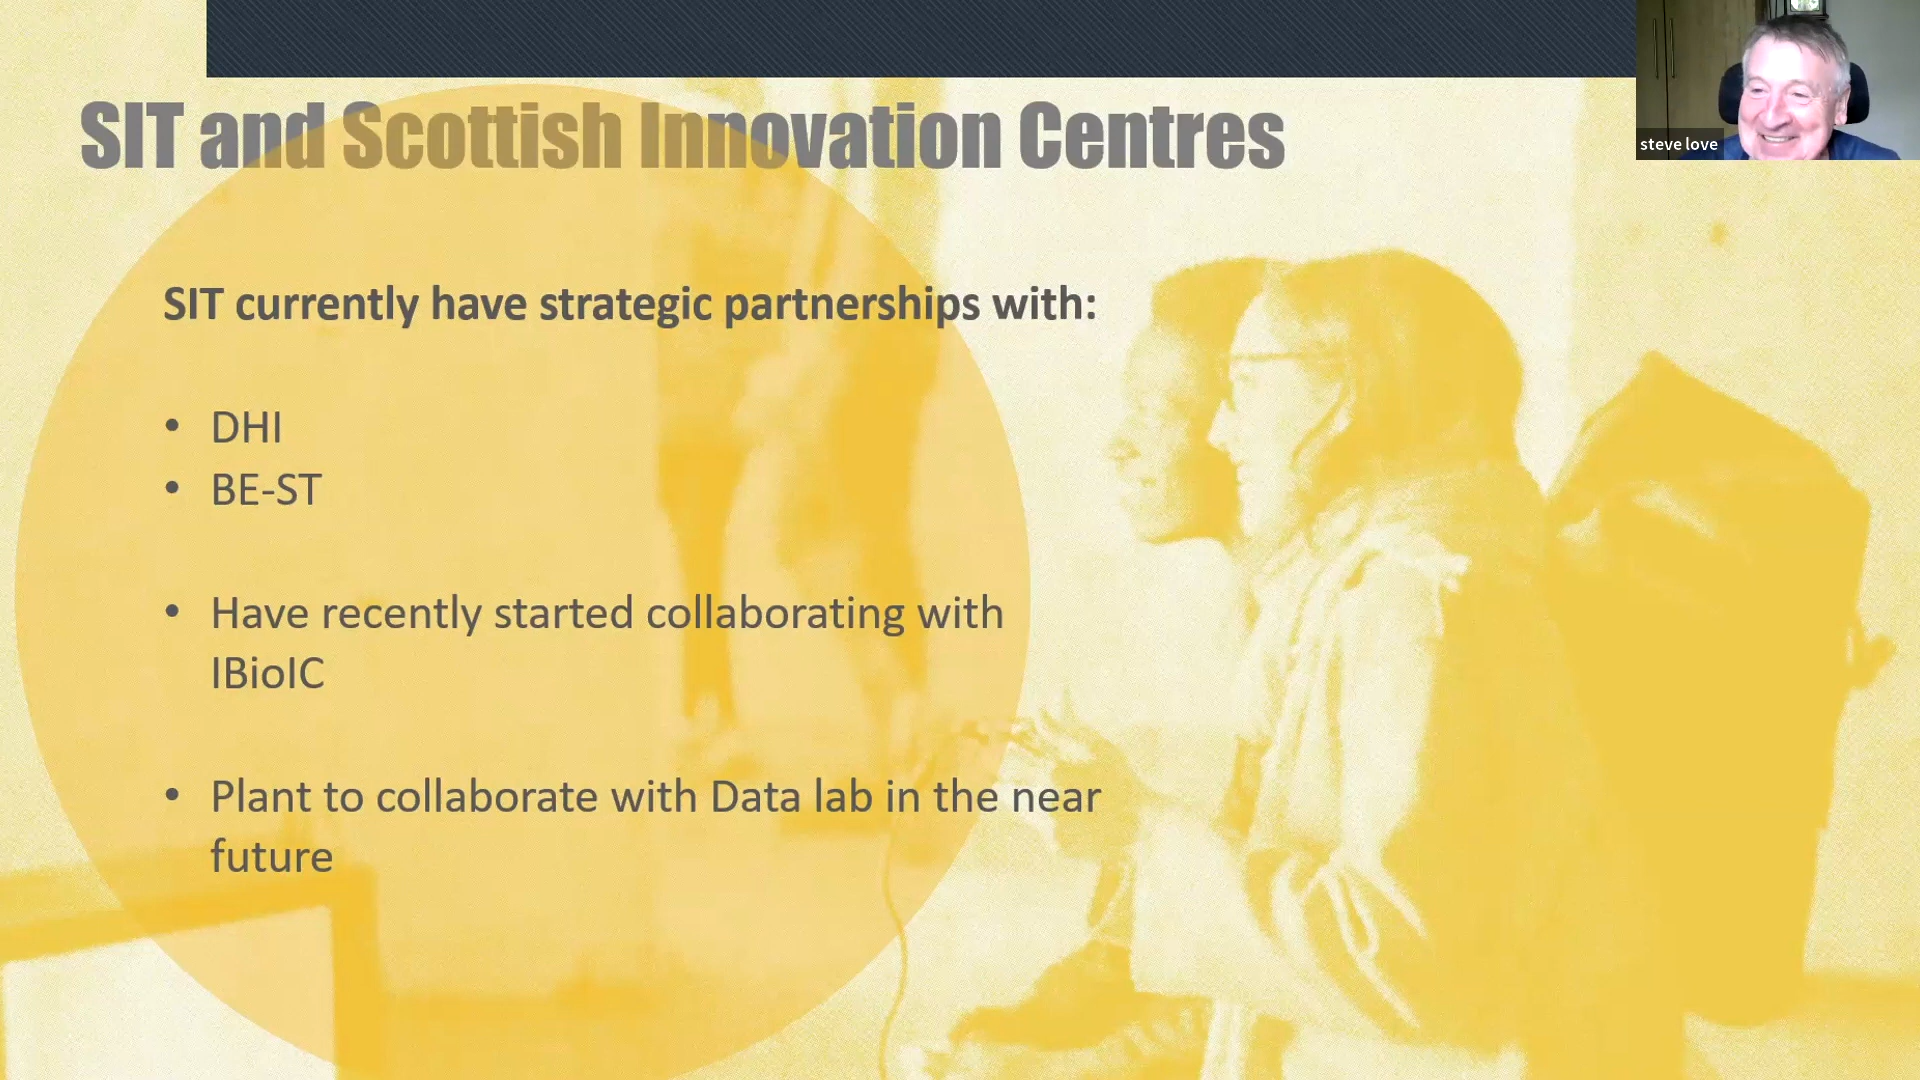 SIT and Scottish Innovation Centres
steve love
SIT currently have strategic partnerships with:
• DHI
• BE-ST
• Have recently started collaborating with
IBioIC
• Plant to collaborate with Data lab in the near
future